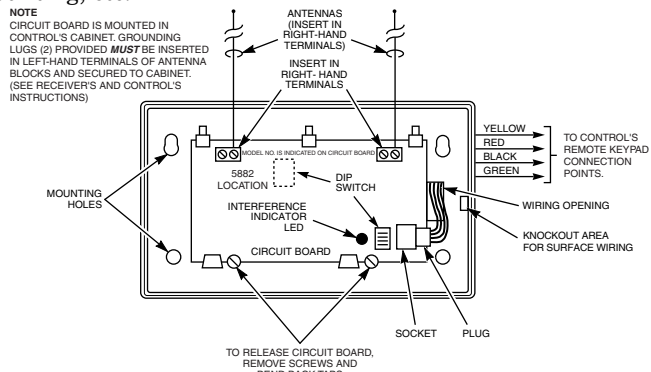 NOTE
CIRCUIT BOARD IS MOUNTED IN
CONTROL'S CABINET. GROUNDING
LUGS (2) PROVIDED MUST BE INSERTED
IN LEFT-HAND TERMINALS OF ANTENNA
BLOCKS AND SECURED TO CABINET.
(SEE RECEIVER'S AND CONTROL'S
INSTRUCTIONS)
ANTENNAS
(INSERT IN
RIGHT-HAND
TERMINALS)
INSERT IN
RIGHT- HAND
TERMINALS
MODEL NO. IS INDICATED ON CIRCUIT BOARD
5882
LOCATION
DIP
SWITCH
INTERFERENCE
INDICATOR
LED
CIRCUIT BOARD
MOUNTING
HOLES
YELLOW
RED
BLACK
GREEN
TO CONTROL'S
REMOTE KEYPAD
CONNECTION
POINTS.
WIRING OPENING
KNOCKOUT AREA
FOR SURFACE WIRING
SOCKET
PLUG
TO RELEASE CIRCUIT BOARD,
REMOVE SCREWS AND